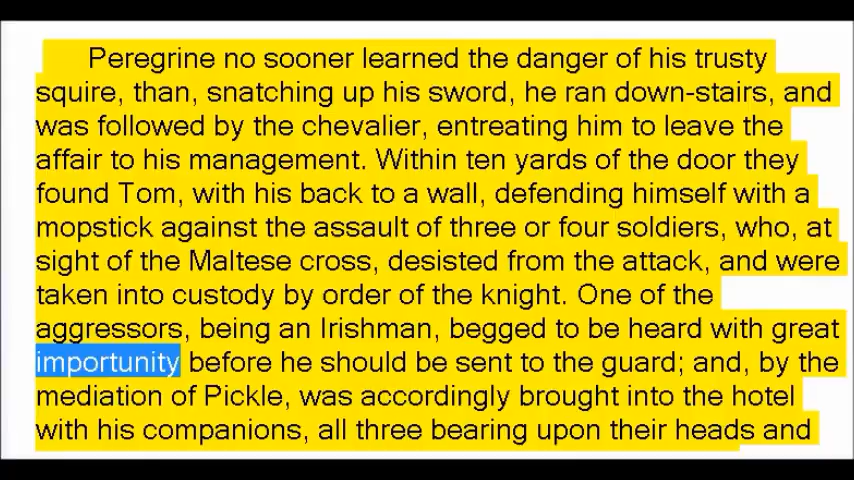 Peregrine no sooner learned the danger of his trusty
squire, than, snatching up his sword, he ran down-stairs, and
was followed by the chevalier, entreating him to leave the
affair to his management. Within ten yards of the door they
found Tom, with his back to a wall, defending himself with a
mopstick against the assault of three or four soldiers, who, at
sight of the Maltese cross, desisted from the attack, and were
taken into custody by order of the knight. One of the
aggressors, being an Irishman, begged to be heard with great
importunity before he should be sent to the guard; and, by the
mediation of Pickle, was accordingly brought into the hotel
with his companions, all three bearing upon their heads and